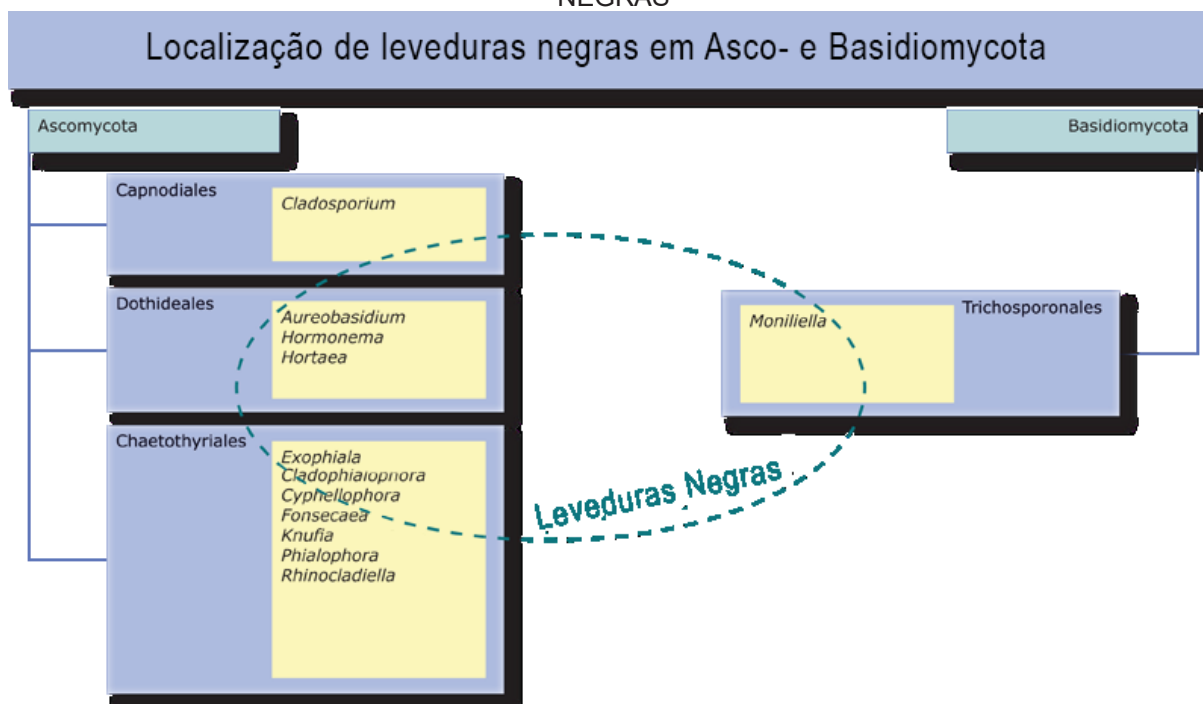 NEGRAS
Localização de leveduras negras em Asco- e Basidiomycota
Ascomycota
Basidiomycota
Capnodiales
Cladosporium
Dothideales
Aureobasidium
Hormonema
Hortaea
Moniliella
Trichosporonales
Chaetothyriales
Exophiala
Cladophialophora
Cyphellophora
Fonsecaea
Knufia
Phialophora
Rhinocladiella
Leveduras Negras